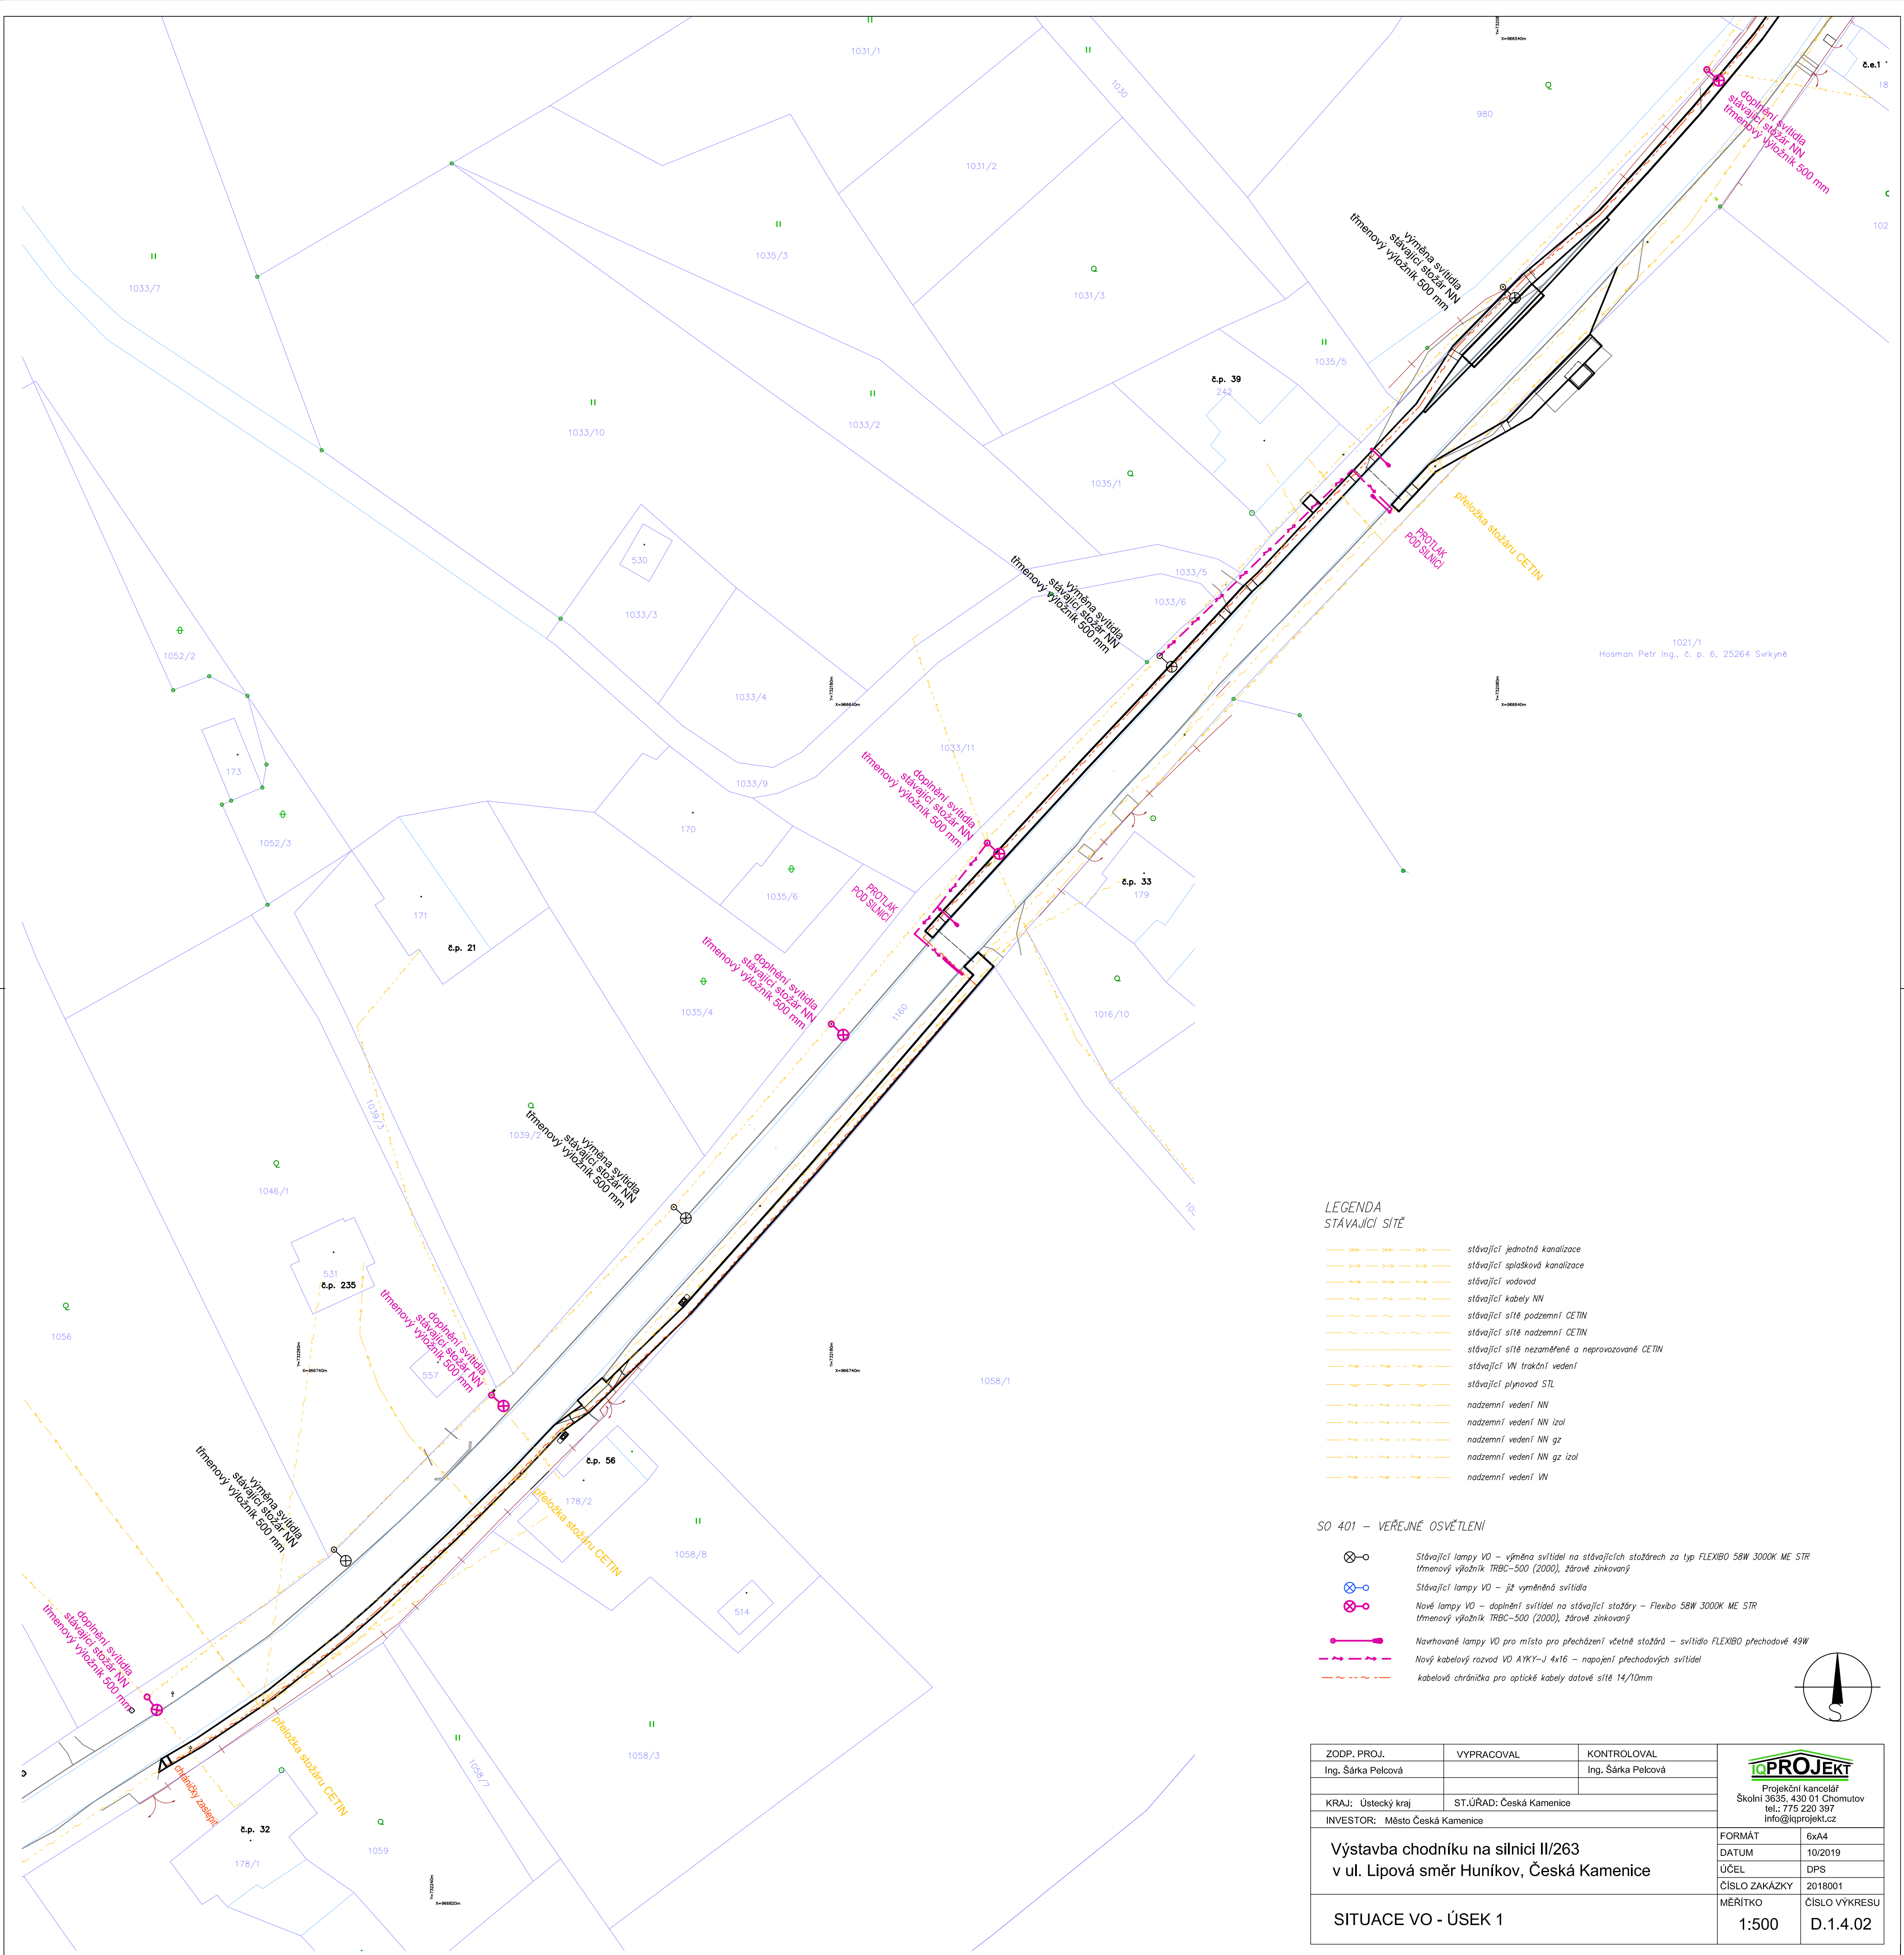 1031/1
1030
1031/2
980
Y=73208
X=966540m
č.e.1
18
102
doplnění svítidla
stávající stožár NN
třmenový výložník 500 mm
1033/7
1035/3
1031/3
výměna svítidla
stávající stožár NN
třmenový výložník 500 mm
1035/5
č.p. 39
242
1033/10
1033/2
1035/1
přeložka stožáru CETIN
PROTLAK
POD SILNICÍ
530
1033/3
1033/5
1033/6
výměna svítidla
stávající stožár NN
třmenový výložník 500 mm
1052/2
1021/1
Hosman Petr Ing., č. p. 6, 25264 Svrkyně
1033/4
Y=732180m
X=966640m
Y=732080m
X=966640m
173
1033/11
1033/9
doplnění svítidla
stávající stožár NN
třmenový výložník 500 mm
170
1052/3
171
č.p. 21
1035/6
PROTLAK
POD SILNICÍ
č.p. 33
179
doplnění svítidla
stávající stožár NN
třmenový výložník 500 mm
1035/4
1160
1016/10
1039/3
1039/2
výměna svítidla
stávající stožár NN
třmenový výložník 500 mm
1046/1
531
č.p. 235
1056
doplnění svítidla
stávající stožár NN
třmenový výložník 500 mm
557
Y=732280m
X=966740m
Y=732180m
X=966740m
1058/1
č.p. 56
178/2
přeložka stožáru CETIN
výměna svítidla
stávající stožár NN
třmenový výložník 500 mm
1058/8
514
doplnění svítidla
stávající stožár NN
třmenový výložník 500 mm
přeložka stožáru CETIN
chráničky zaslepit
1058/7
1058/3
č.p. 32
178/1
1059
Y=732240m
X=966820m
LEGENDA
STÁVAJÍCÍ SÍTĚ
stávající jednotná kanalizace
stávající splašková kanalizace
stávající vodovod
stávající kabely NN
stávající sítě podzemní CETIN
stávající sítě nadzemní CETIN
stávající sítě nezaměřené a neprovozované CETIN
stávající VN trakční vedení
stávající plynovod STL
nadzemní vedení NN
nadzemní vedení NN izol
nadzemní vedení NN gz
nadzemní vedení NN gz izol
nadzemní vedení VN
SO 401 – VEŘEJNÉ OSVĚTLENÍ
Stávající lampy VO – výměna svítidel na stávajících stožárech za typ FLEXIBO 58W 3000K ME STR
třmenový výložník TRBC–500 (2000), žárově zinkovaný
Stávající lampy VO – již vyměněná svítidla
Nové lampy VO – doplnění svítidel na stávající stožáry – Flexibo 58W 3000K ME STR
třmenový výložník TRBC–500 (2000), žárově zinkovaný
Navrhované lampy VO pro místo pro přecházení včetně stožárů – svítidlo FLEXIBO přechodové 49W
Nový kabelový rozvod VO AYKY–J 4x16 – napojení přechodových svítidel
kabelová chránička pro optické kabely datové sítě 14/10mm
S
ZODP. PROJ. VYPRACOVAL KONTROLOVAL
Ing. Šárka Pelcová Ing. Šárka Pelcová
KRAJ: Ústecký kraj ST.ÚŘAD: Česká Kamenice
INVESTOR: Město Česká Kamenice
IQPROJEKT
Projekční kancelář
Školní 3635, 430 01 Chomutov
tel.: 775 220 397
info@iqprojekt.cz
Výstavba chodníku na silnici II/263
v ul. Lipová směr Huníkov, Česká Kamenice
FORMÁT 6xA4
DATUM 10/2019
ÚČEL DPS
ČÍSLO ZAKÁZKY 2018001
SITUACE VO - ÚSEK 1
MĚŘÍTKO ČÍSLO VÝKRESU
1:500 D.1.4.02